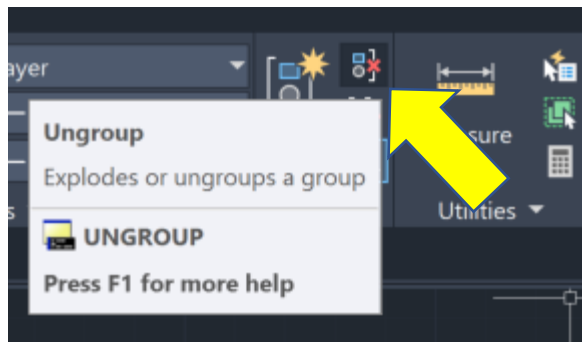 ayer
Ungroup
Explodes or ungroups a group
UNGROUP
Press F1 for more help
sure
s
Utilities